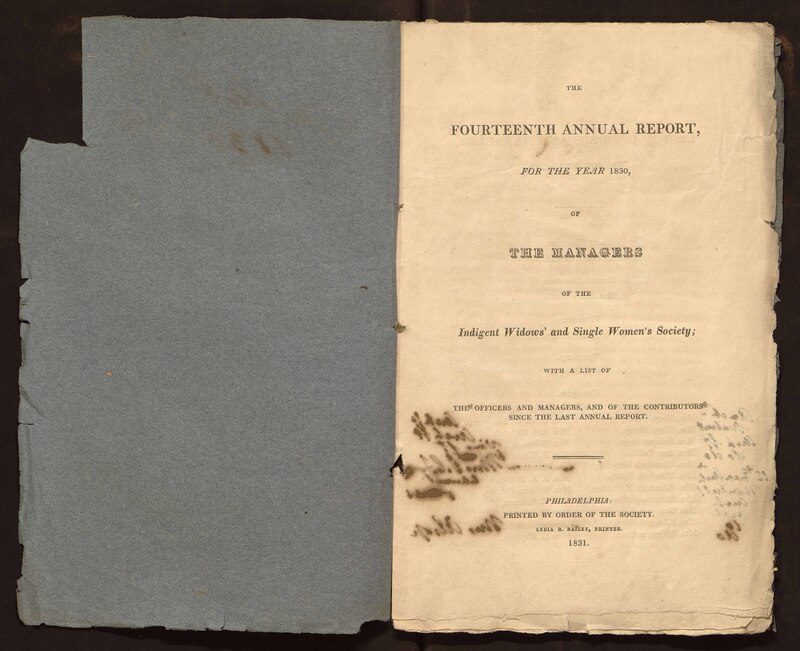 THE
FOURTEENTH ANNUAL REPORT,
FOR THE YEAR 1830,
OF
THE MANAGERS
OF THE
Indigent Widows' and Single Women's Society;
WITH A LIST OF
THE OFFICERS AND MANAGERS, AND OF THE CONTRIBUTORS
SINCE THE LAST ANNUAL REPORT.
PHILADELPHIA:
PRINTED BY ORDER OF THE SOCIETY.
LYDIA R. BAILEY, PRINTER.
1831.